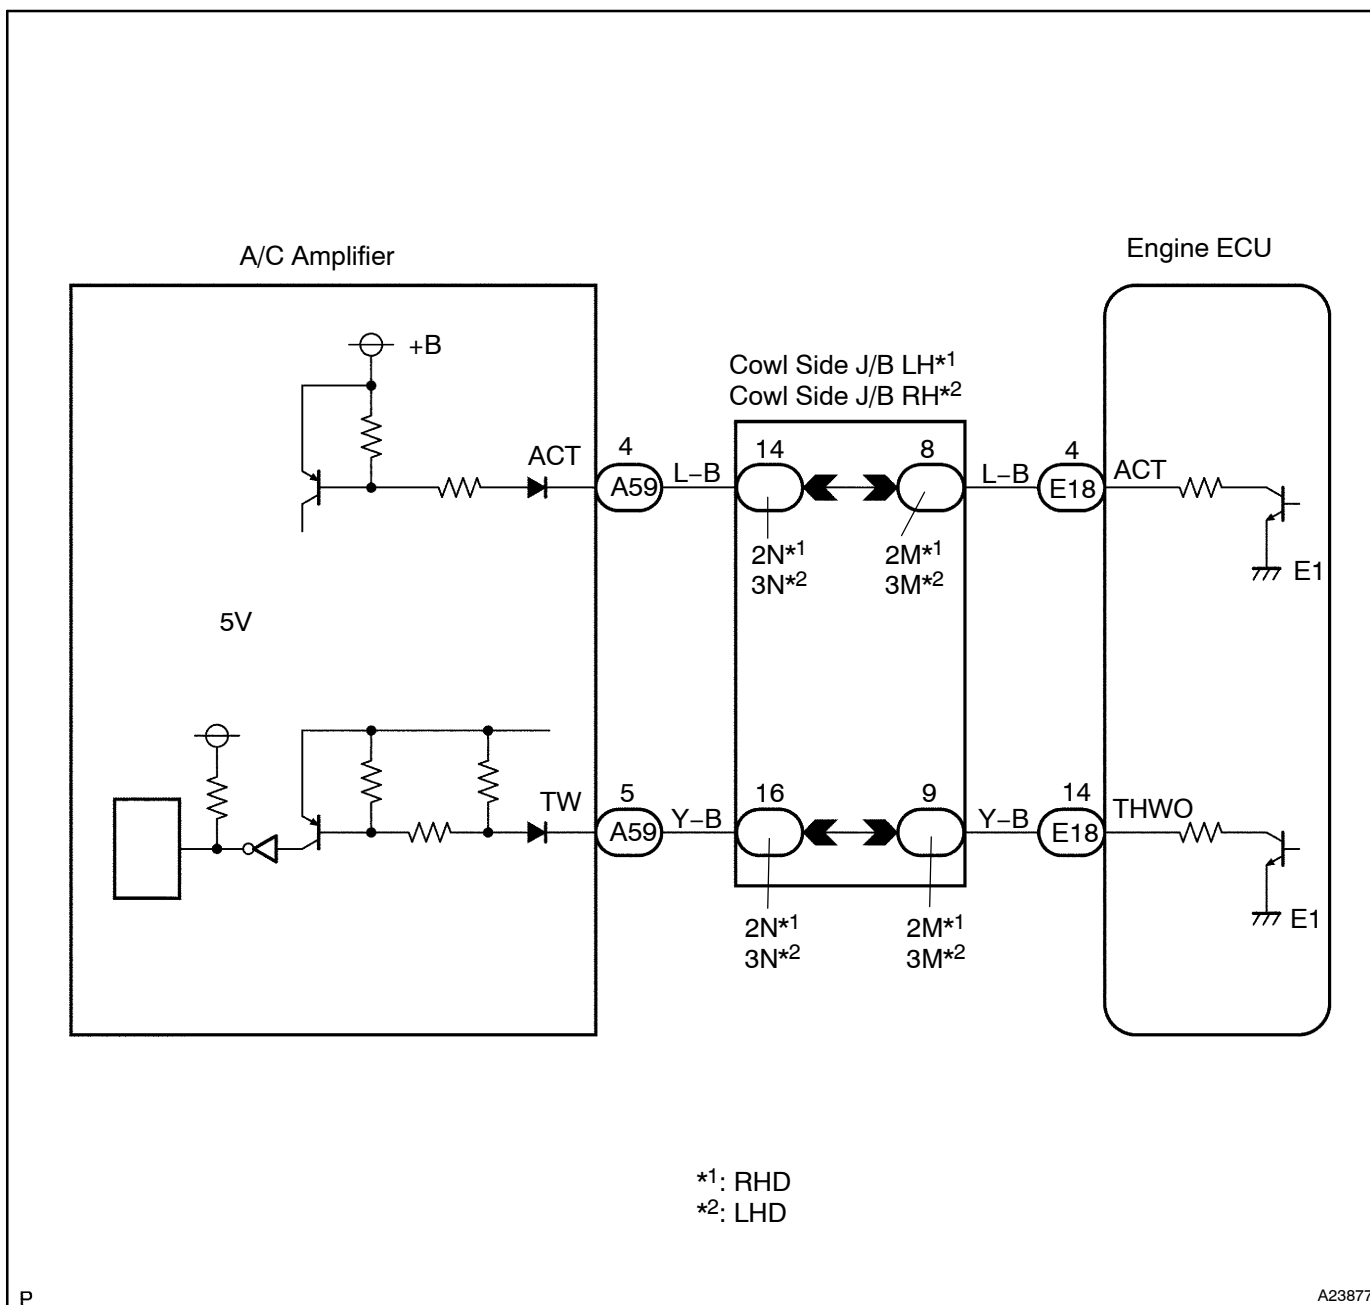 A/C Amplifier
Engine ECU
+B
Cowl Side J/B LH*1
Cowl Side J/B RH*2
ACT
4
A59
L–B
14
8
L–B
4
E18
ACT
2N*1
3N*2
2M*1
3M*2
E1
5V
TW
5
A59
Y–B
16
9
Y–B
14
E18
THWO
2N*1
3N*2
2M*1
3M*2
E1
*1: RHD
*2: LHD
P
A23877